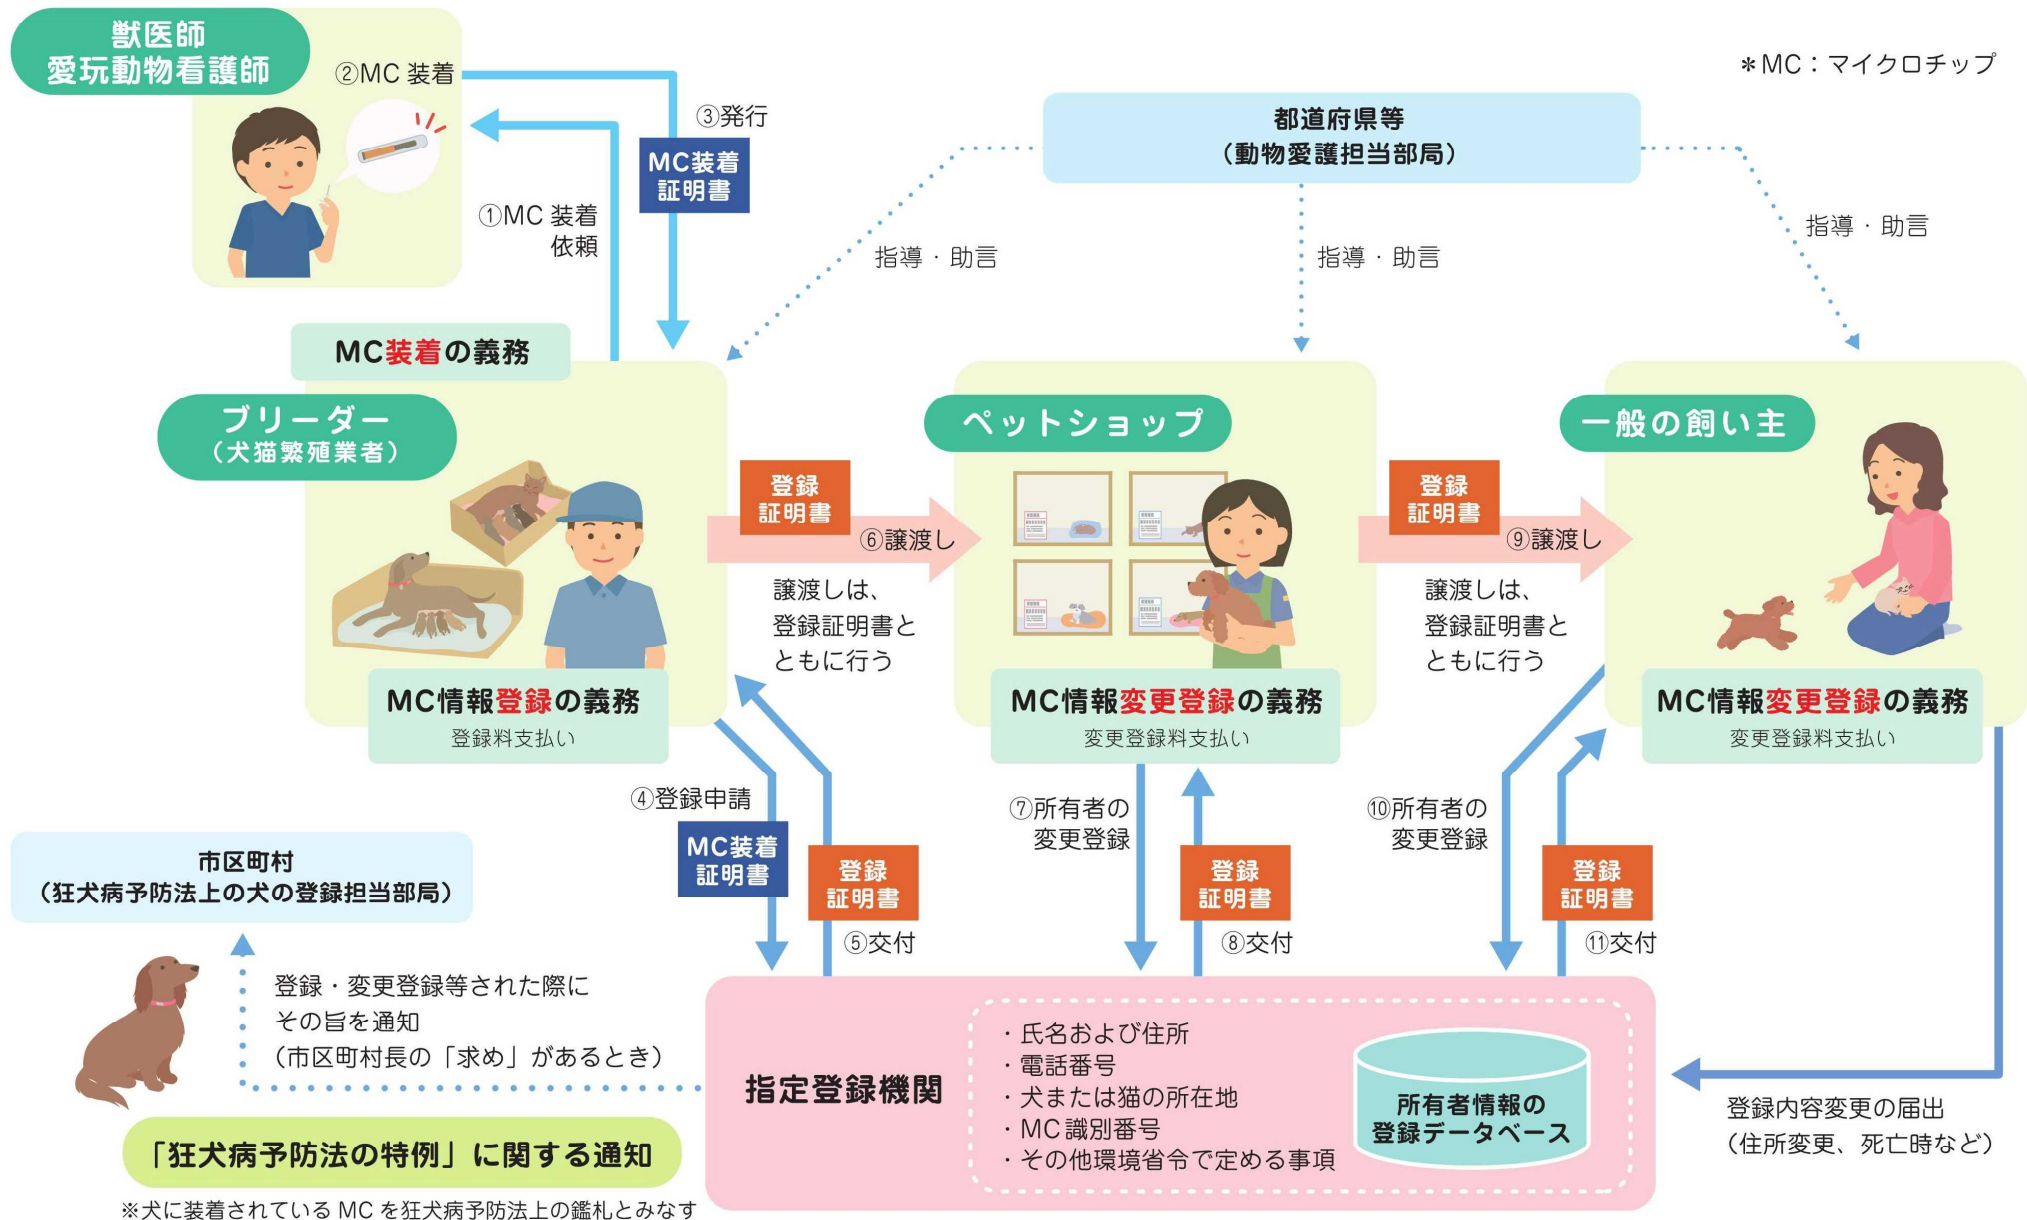 獣医師
愛玩動物看護師
②MC 装着
③発行
MC装着
証明書
①MC 装着
依頼
＊MC：マイクロチップ
都道府県等
（動物愛護担当部局）
指導・助言
指導・助言
指導・助言
MC装着の義務
ブリーダー
（犬猫繁殖業者）
MC情報登録の義務
登録料支払い
登録
証明書
⑥譲渡し
譲渡しは、
登録証明書と
ともに行う
ペットショップ
MC情報変更登録の義務
変更登録料支払い
登録
証明書
⑨譲渡し
譲渡しは、
登録証明書と
ともに行う
一般の飼い主
MC情報変更登録の義務
変更登録料支払い
④登録申請
MC装着
証明書
登録
証明書
⑤交付
⑦所有者の
変更登録
登録
証明書
⑧交付
⑩所有者の
変更登録
登録
証明書
⑪交付
市区町村
（狂犬病予防法上の犬の登録担当部局）
登録・変更登録等された際に
その旨を通知
（市区町村長の「求め」があるとき）
「狂犬病予防法の特例」に関する通知
※犬に装着されている MC を狂犬病予防法上の鑑札とみなす
指定登録機関
・氏名および住所
・電話番号
・犬または猫の所在地
・MC 識別番号
・その他環境省令で定める事項
所有者情報の
登録データベース
登録内容変更の届出
（住所変更、死亡時など）